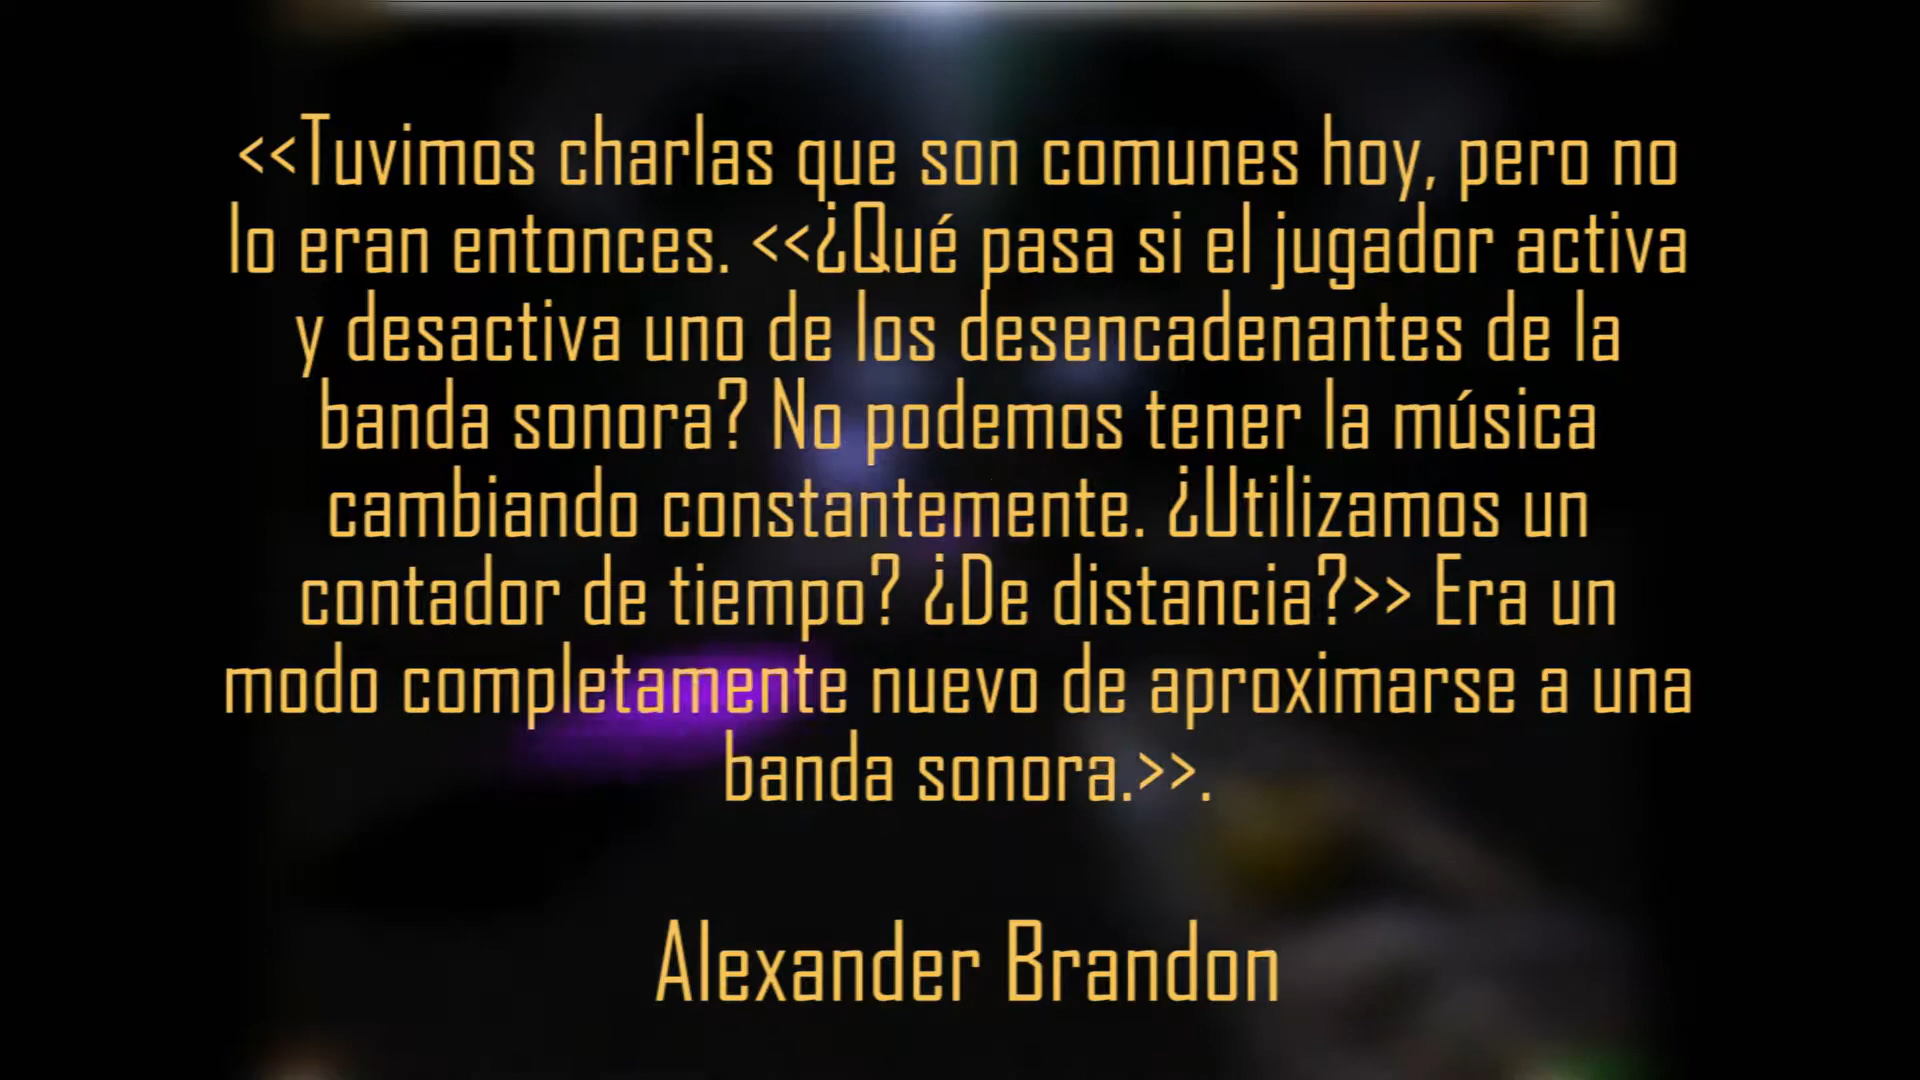 <<Tuvimos charlas que son comunes hoy, pero no
lo eran entonces. <<¿Qué pasa si el jugador activa
y desactiva uno de los desencadenantes de la
banda sonora? No podemos tener la música
cambiando constantemente. ¿Utilizamos un
contador de tiempo? ¿De distancia?>> Era un
modo completamente nuevo de aproximarse a una
banda sonora.>>.
Alexander Brandon